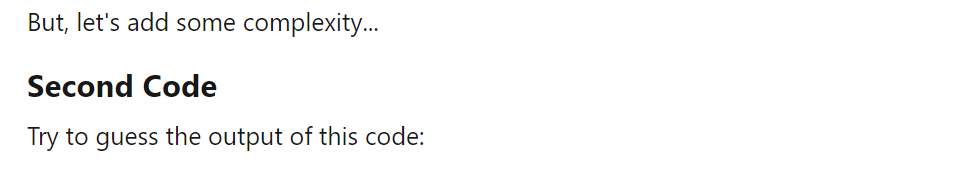 But, let's add some complexity...
Second Code
Try to guess the output of this code: